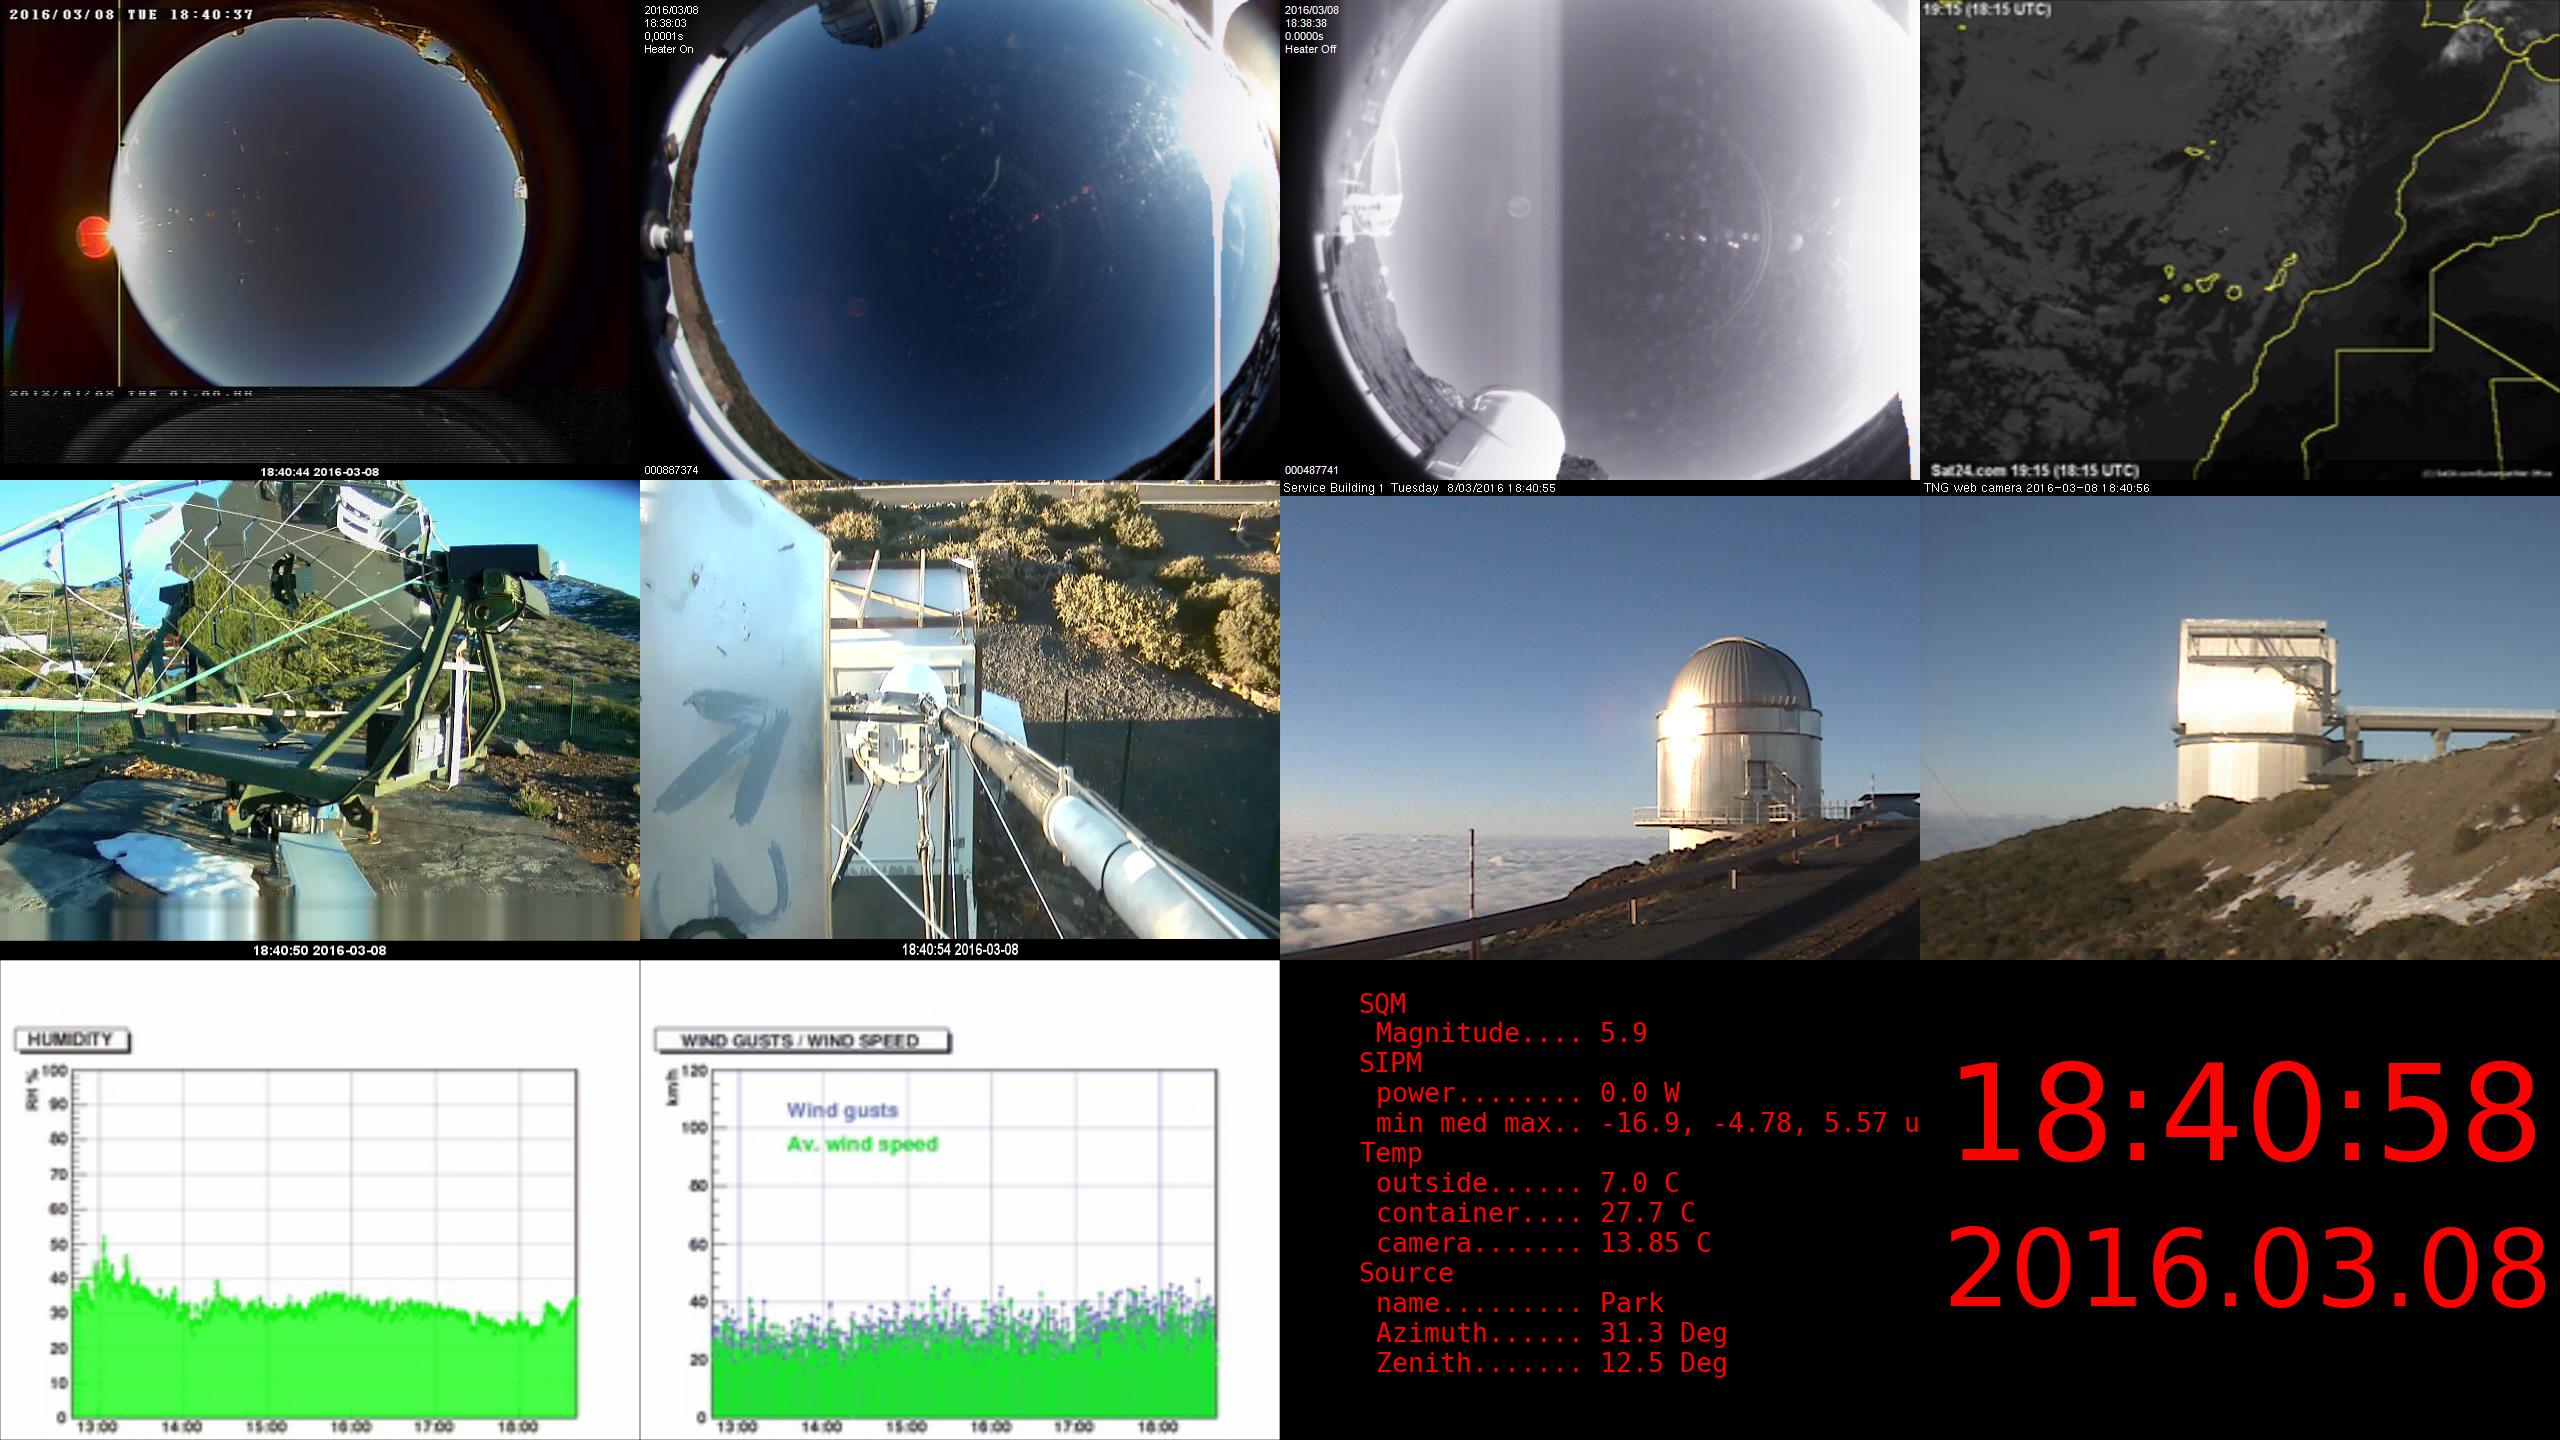 2016/03/08 TUE 18:40:37
18:40:44 2016-03-08
2016/03/08
18:38:03
0,0001s
Heater On
000887374
2016/03/08
18:38:38
0.0000s
Heater Off
000487741
19:15 (18:15 UTC)
Sat24.com 19:15 (18:15 UTC)
18:40:50 2016-03-08
18:40:54 2016-03-08
Service Building 1 Tuesday 8/03/2016 18:40:55
TNG web camera 2016-03-08 18:40:56
HUMIDITY
RH %
100
90
80
70
60
50
40
30
20
10
0
13:00 14:00 15:00 16:00 17:00 18:00
WIND GUSTS / WIND SPEED
km/h
120
100
80
60
40
20
0
Wind gusts
Av. wind speed
13:00 14:00 15:00 16:00 17:00 18:00
SQM
Magnitude.... 5.9
SIPM
power........ 0.0 W
min med max.. -16.9, -4.78, 5.57 u
Temp
outside...... 7.0 C
container.... 27.7 C
camera....... 13.85 C
Source
name......... Park
Azimuth...... 31.3 Deg
Zenith....... 12.5 Deg
18:40:58
2016.03.08